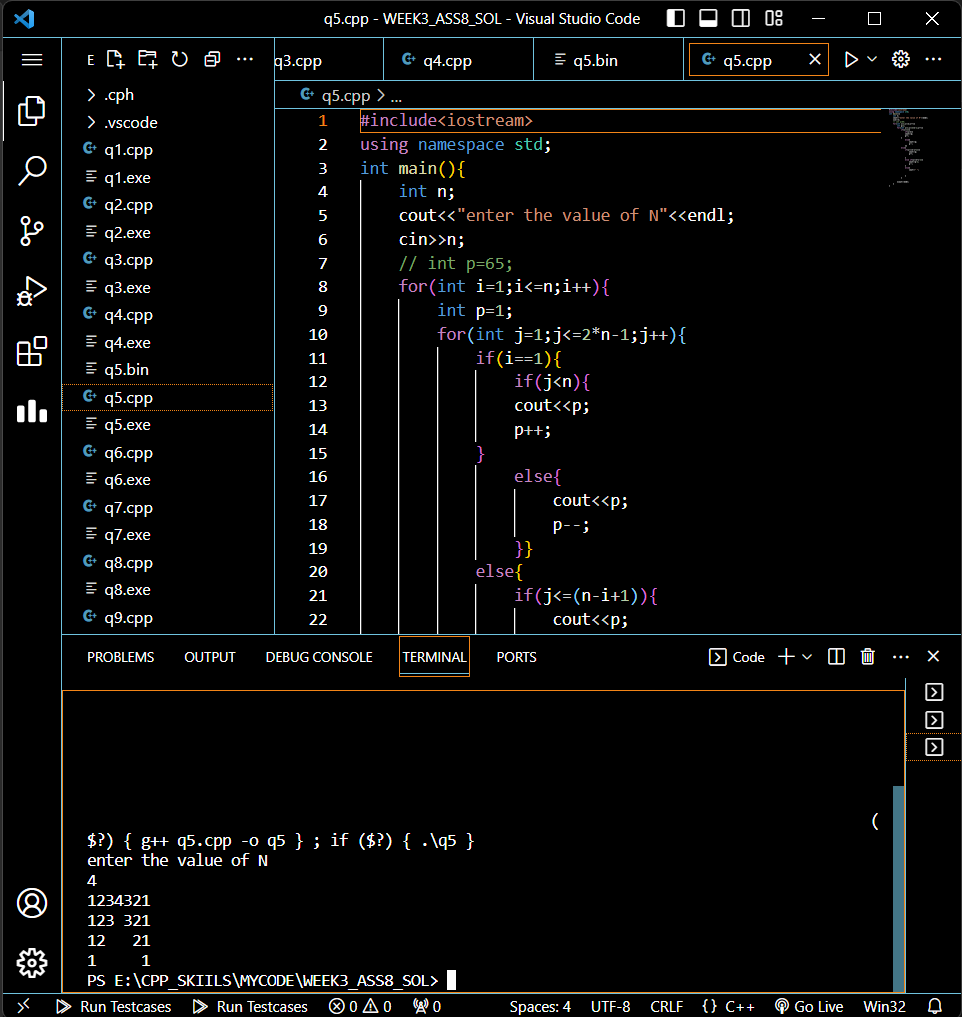 q5.cpp - WEEK3_ASS8_SOL - Visual Studio Code
E
q3.cpp
q4.cpp
q5.bin
q5.cpp
.cph
.vscode
q1.cpp
q1.exe
q2.cpp
q2.exe
q3.cpp
q3.exe
q4.cpp
q4.exe
q5.bin
q5.cpp
q5.exe
q6.cpp
q6.exe
q7.cpp
q7.exe
q8.cpp
q8.exe
q9.cpp
q5.cpp > ...
1 #include<iostream>
2 using namespace std;
3 int main(){
4 int n;
5 cout<<"enter the value of N"<<endl;
6 cin>>n;
7 // int p=65;
8 for(int i=1;i<=n;i++){
9 int p=1;
10 for(int j=1;j<=2*n-1;j++){
11 if(i==1){
12 if(j<n){
13 cout<<p;
14 p++;
15 }
16 else{
17 cout<<p;
18 p--;
19 }}
20 else{
21 if(j<=(n-i+1)){
22 cout<<p;
PROBLEMS OUTPUT DEBUG CONSOLE TERMINAL PORTS
Code
(
$?) { g++ q5.cpp -o q5 } ; if ($?) { .\q5 }
enter the value of N
4
1234321
123 321
12   21
1     1
PS E:\CPP_SKIILS\MYCODE\WEEK3_ASS8_SOL>
Run Testcases Run Testcases 0 0 0 Spaces: 4 UTF-8 CRLF {} C++ Go Live Win32